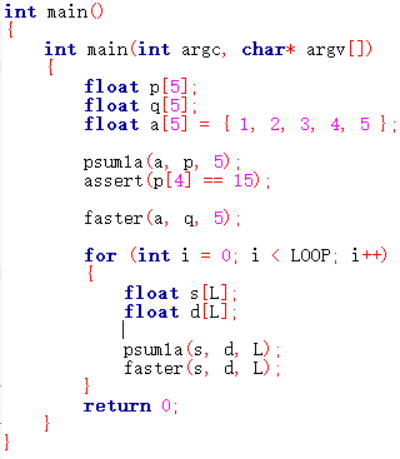 int main()
{
int main(int argc, char* argv[])
{
float p[5];
float q[5];
float a[5] = { 1, 2, 3, 4, 5 };
psum1a(a, p, 5);
assert(p[4] == 15);
faster(a, q, 5);
for (int i = 0; i < LOOP; i++)
{
float s[L];
float d[L];
psum1a(s, d, L);
faster(s, d, L);
}
return 0;
}
}